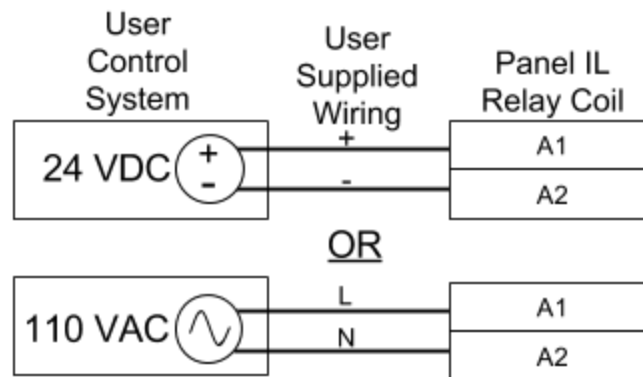 User
Control
System
User
Supplied
Wiring
Panel IL
Relay Coil
24 VDC
+
-
+
-
A1
A2
OR
110 VAC
L
N
A1
A2